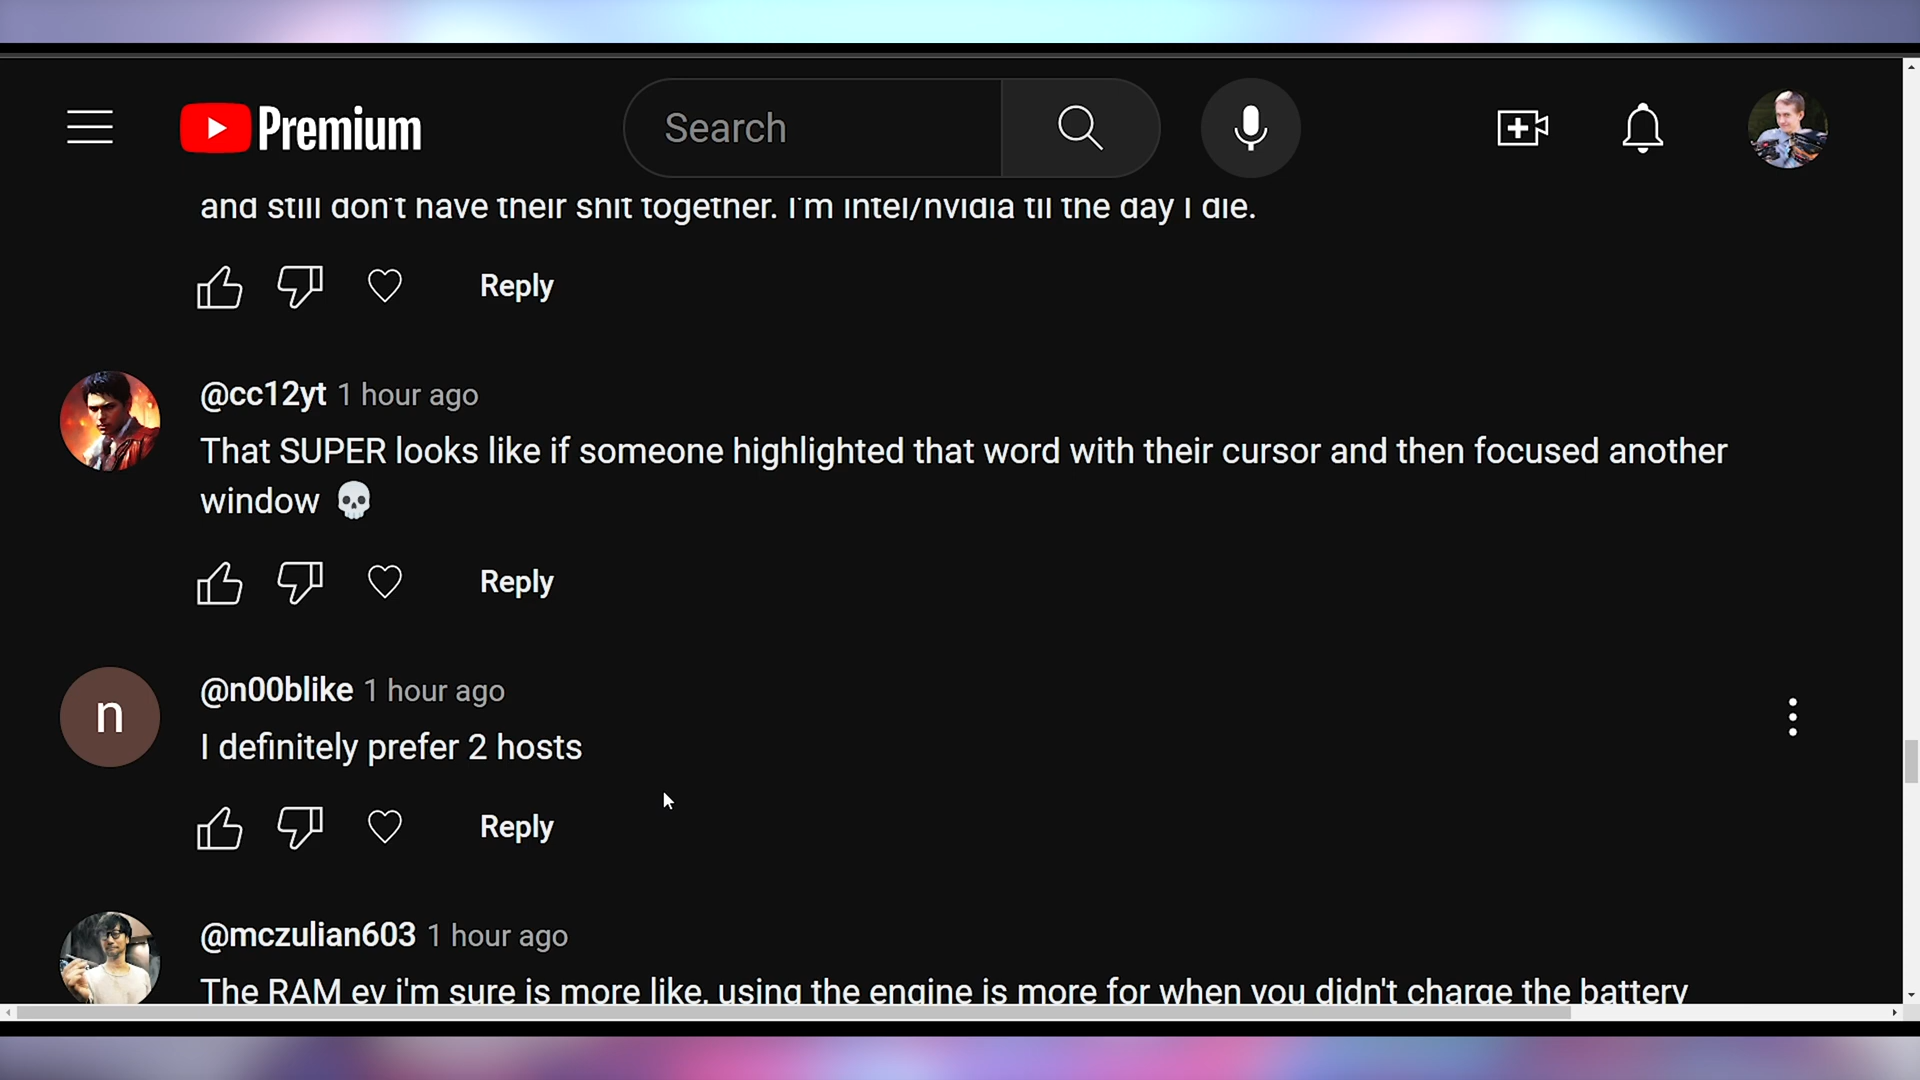 Premium
Search
and still don't have their shit together. I'm intel/nvidia til the day I die.
Reply
@cc12yt 1 hour ago
That SUPER looks like if someone highlighted that word with their cursor and then focused another
window 💀
Reply
n
@n00blike 1 hour ago
I definitely prefer 2 hosts
Reply
@mczulian603 1 hour ago
The RAM ev i'm sure is more like, using the engine is more for when you didn't charge the battery